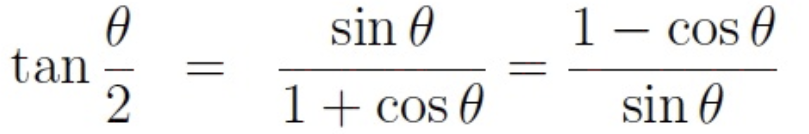 tan θ/2 = sin θ/(1 + cos θ) = (1 − cos θ)/sin θ